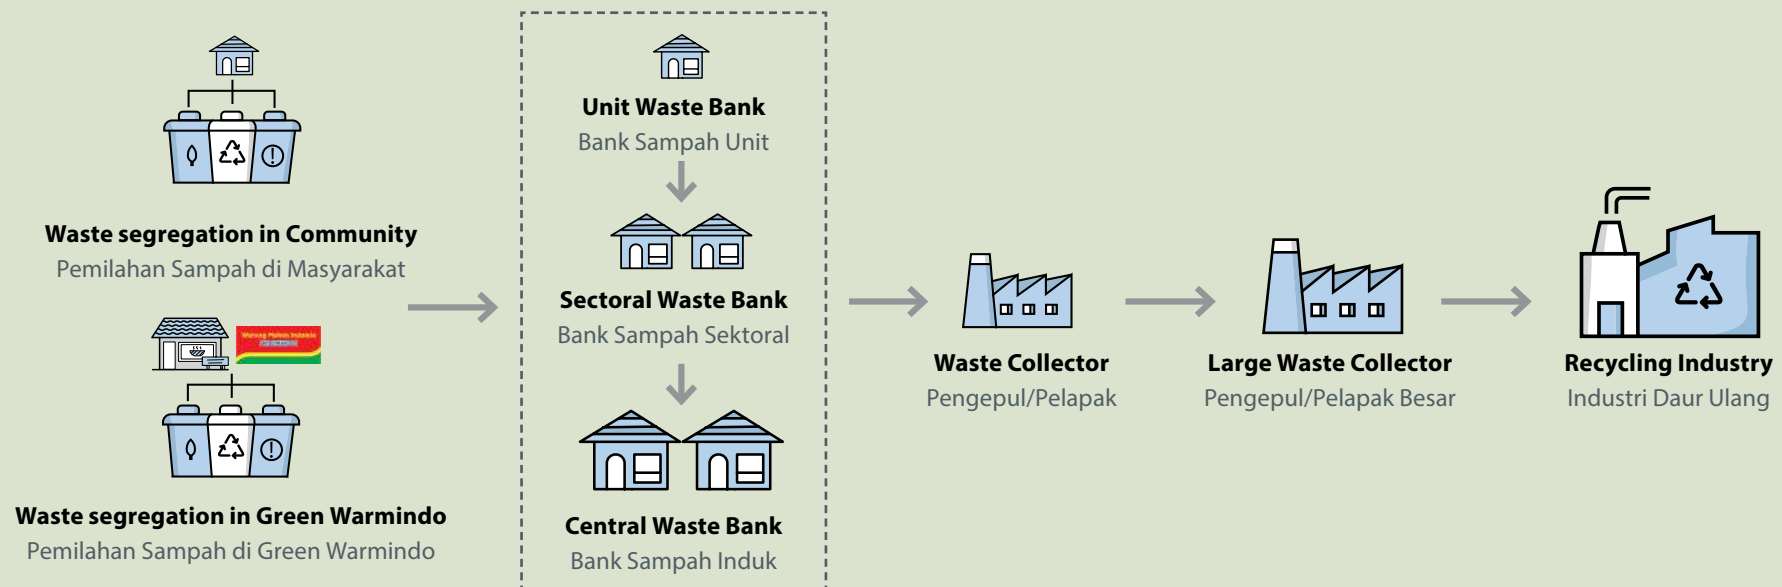 Waste segregation in Community
Pemilahan Sampah di Masyarakat
Waste segregation in Green Warmindo
Pemilahan Sampah di Green Warmindo
Unit Waste Bank
Bank Sampah Unit
Sectoral Waste Bank
Bank Sampah Sektoral
Central Waste Bank
Bank Sampah Induk
Waste Collector
Pengepul/Pelapak
Large Waste Collector
Pengepul/Pelapak Besar
Recycling Industry
Industri Daur Ulang